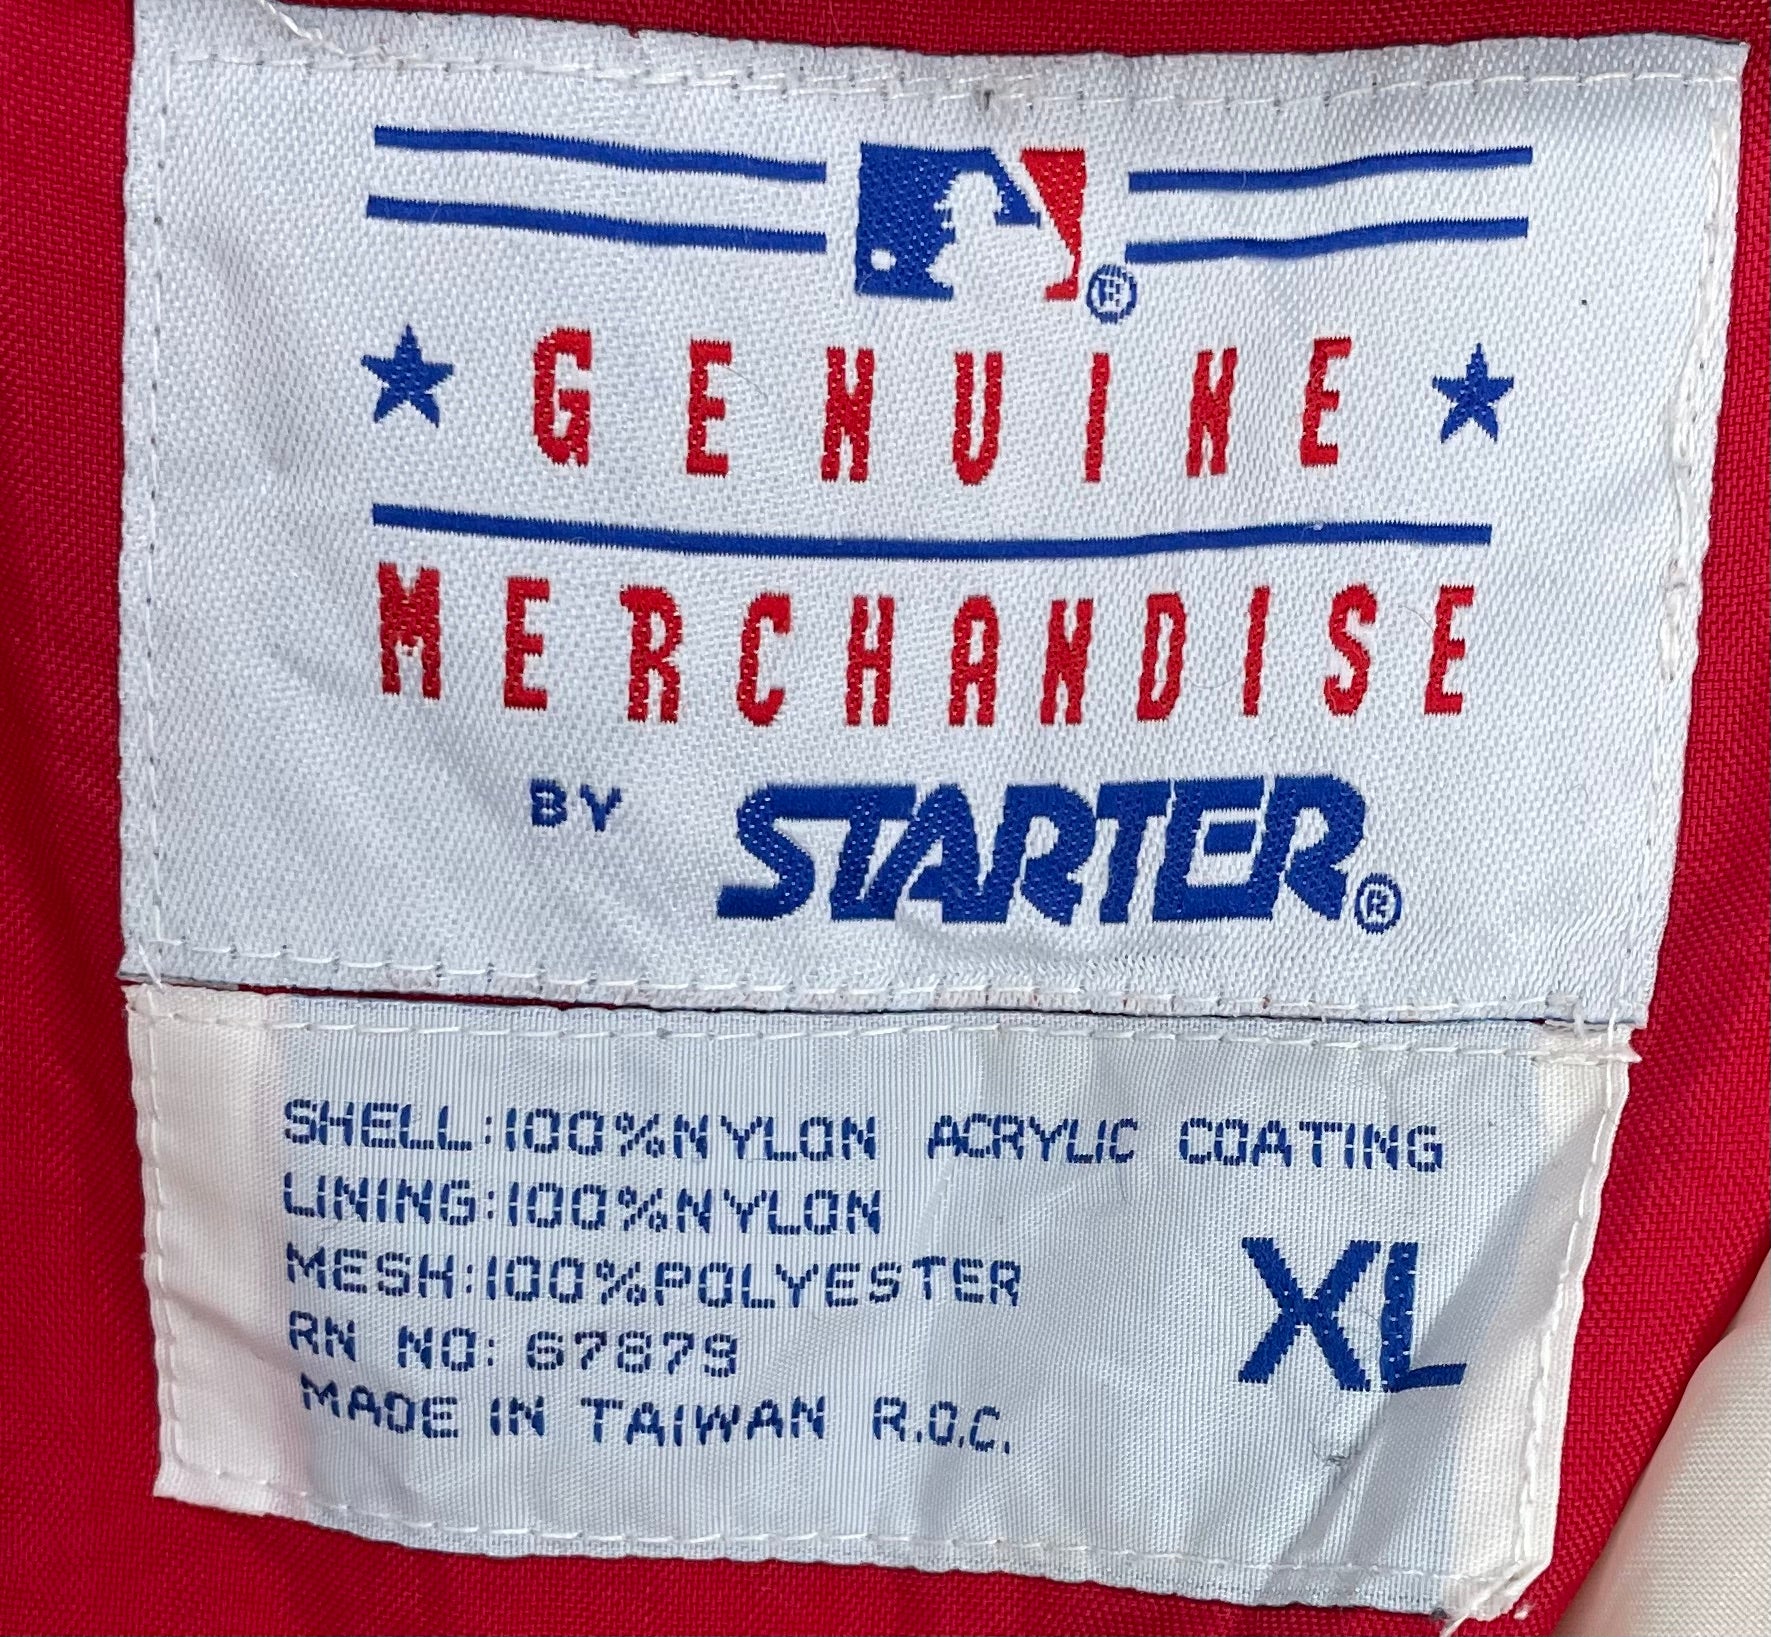 ®
GENUINE
MERCHANDISE
BY STARTER®
SHELL:100%NYLON ACRYLIC COATING
LINING:100%NYLON
MESH:100%POLYESTER
XL
RN NO: 67879
MADE IN TAIWAN R.O.C.